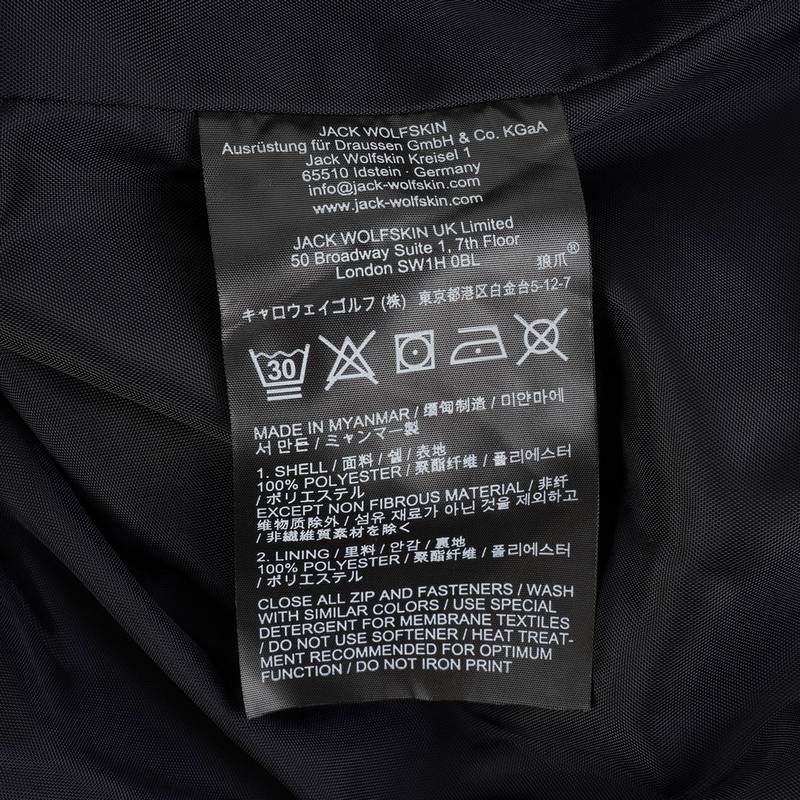 JACK WOLFSKIN
Ausrüstung für Draussen GmbH & Co. KGaA
Jack Wolfskin Kreisel 1
65510 Idstein · Germany
info@jack-wolfskin.com
www.jack-wolfskin.com
JACK WOLFSKIN UK Limited
50 Broadway Suite 1, 7th Floor
London SW1H 0BL
狼爪®
キャロウェイゴルフ (株) 東京都港区白金台5-12-7
30
MADE IN MYANMAR / 缅甸制造 / 미얀마에
서 만든 / ミャンマー製
1. SHELL / 面料 / 쉘 / 表地
100% POLYESTER / 聚酯纤维 / 폴리에스터
/ ポリエステル
EXCEPT NON FIBROUS MATERIAL / 非纤
维物质除外 / 섬유 재료가 아닌 것을 제외하고
/ 非繊維質素材を除く
2. LINING / 里料 / 안감 / 裏地
100% POLYESTER / 聚酯纤维 / 폴리에스터
/ ポリエステル
CLOSE ALL ZIP AND FASTENERS / WASH
WITH SIMILAR COLORS / USE SPECIAL
DETERGENT FOR MEMBRANE TEXTILES
/ DO NOT USE SOFTENER / HEAT TREAT-
MENT RECOMMENDED FOR OPTIMUM
FUNCTION / DO NOT IRON PRINT